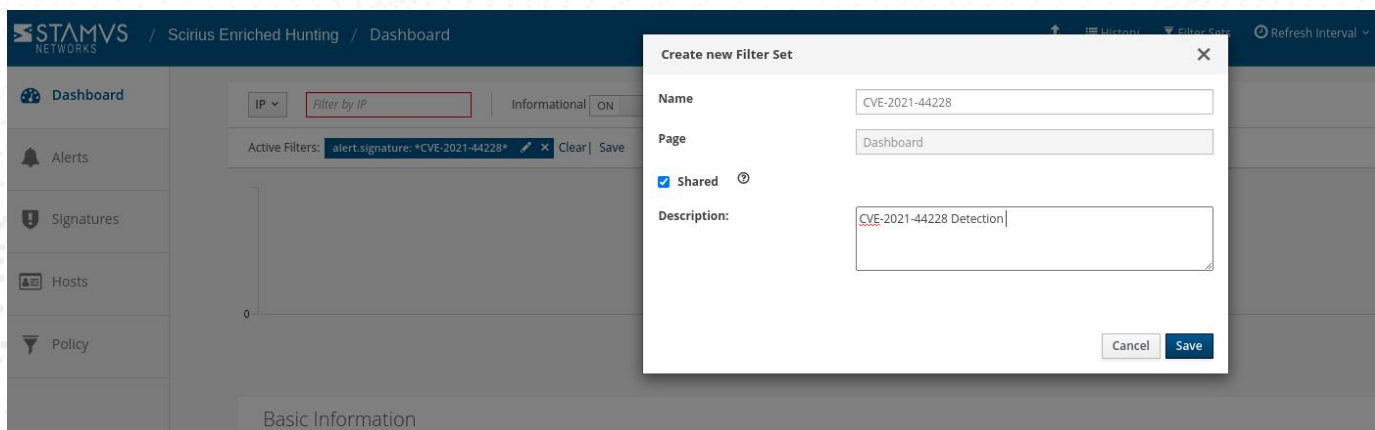 STAMVS NETWORKS / Scirius Enriched Hunting / Dashboard
History Filter Sets Refresh Interval
Create new Filter Set
Dashboard
Alerts
Signatures
Hosts
Policy
IP Filter by IP Informational ON
Active Filters: alert.signature: *CVE-2021-44228* Clear| Save
0
Basic Information
Name CVE-2021-44228
Page Dashboard
Shared
Description: CVE-2021-44228 Detection
Cancel Save